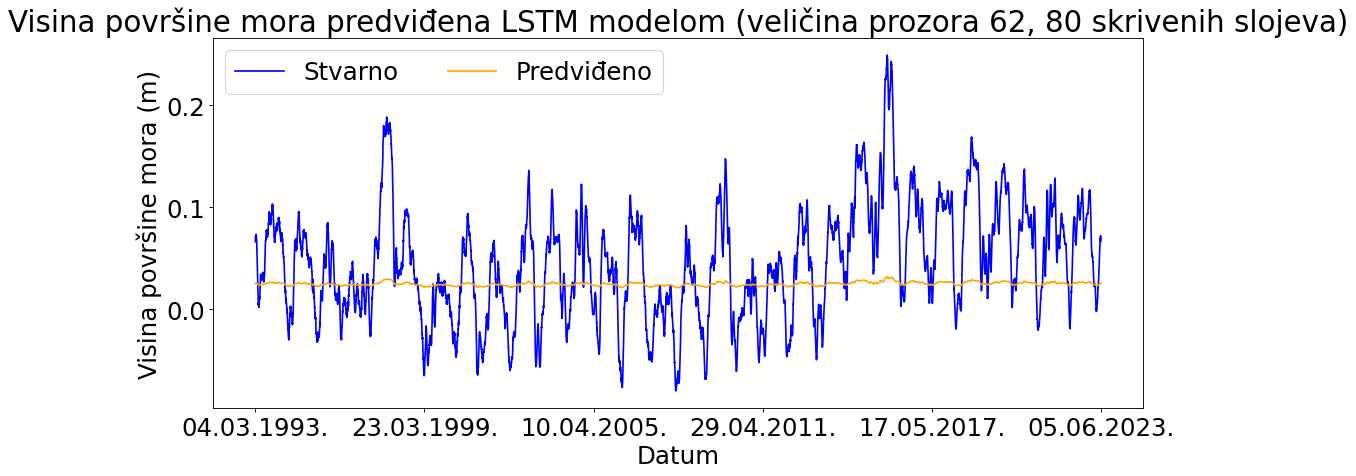 Visina površine mora predviđena LSTM modelom (veličina prozora 62, 80 skrivenih slojeva)
Stvarno
Predviđeno
Visina površine mora (m)
0.2
0.1
0.0
04.03.1993.
23.03.1999.
10.04.2005.
29.04.2011.
17.05.2017.
05.06.2023.
Datum